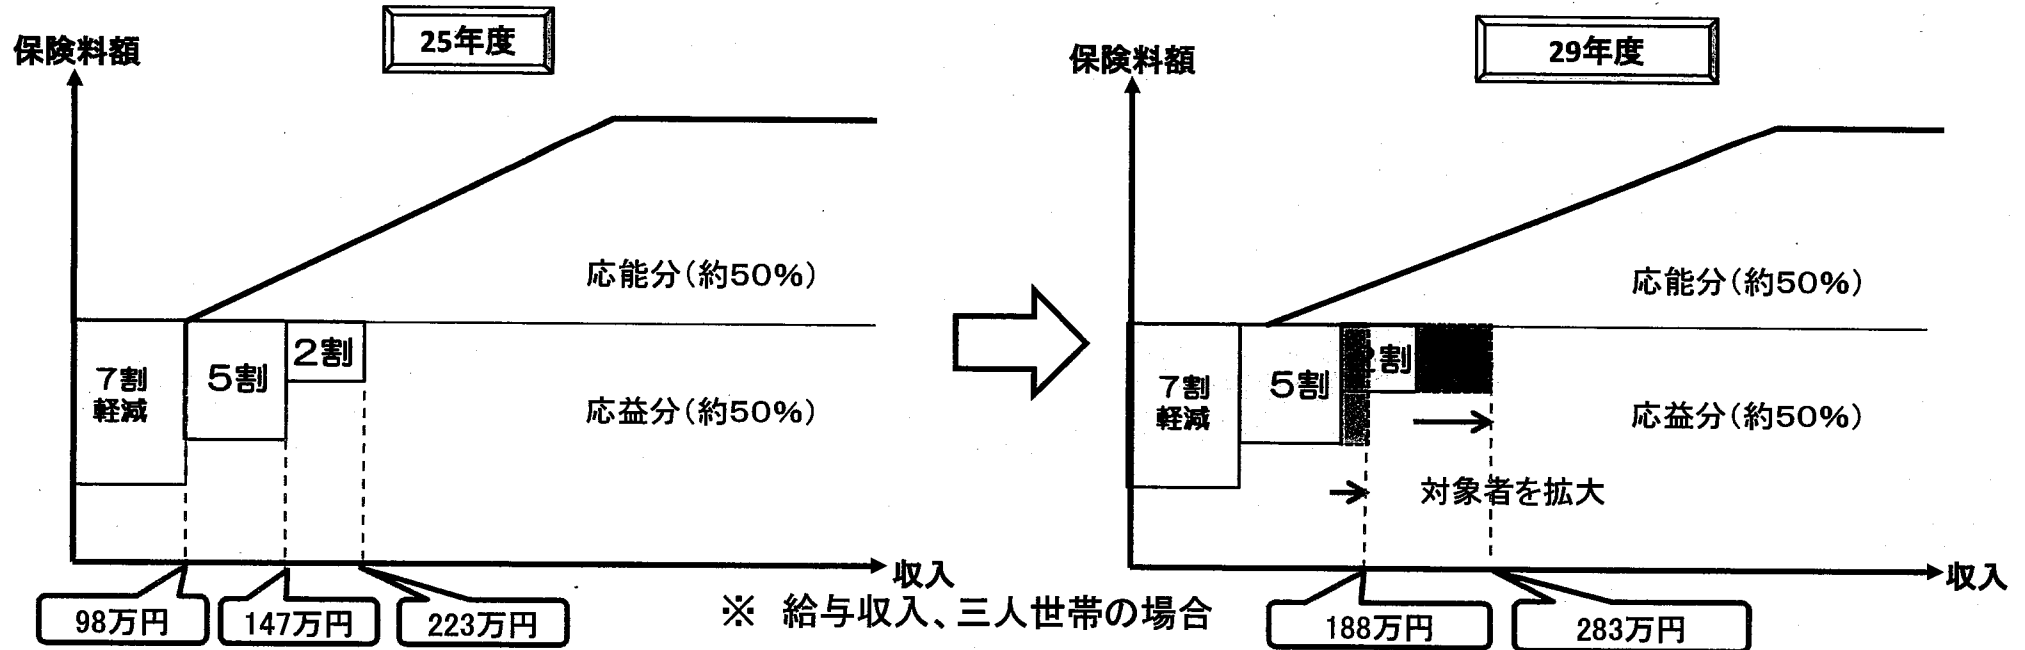 25年度
保険料額
応能分(約50%)
7割
軽減
5割
2割
応益分(約50%)
収入
98万円
147万円
223万円
※ 給与収入、三人世帯の場合
29年度
保険料額
応能分(約50%)
7割
軽減
5割
割
応益分(約50%)
対象者を拡大
収入
188万円
283万円